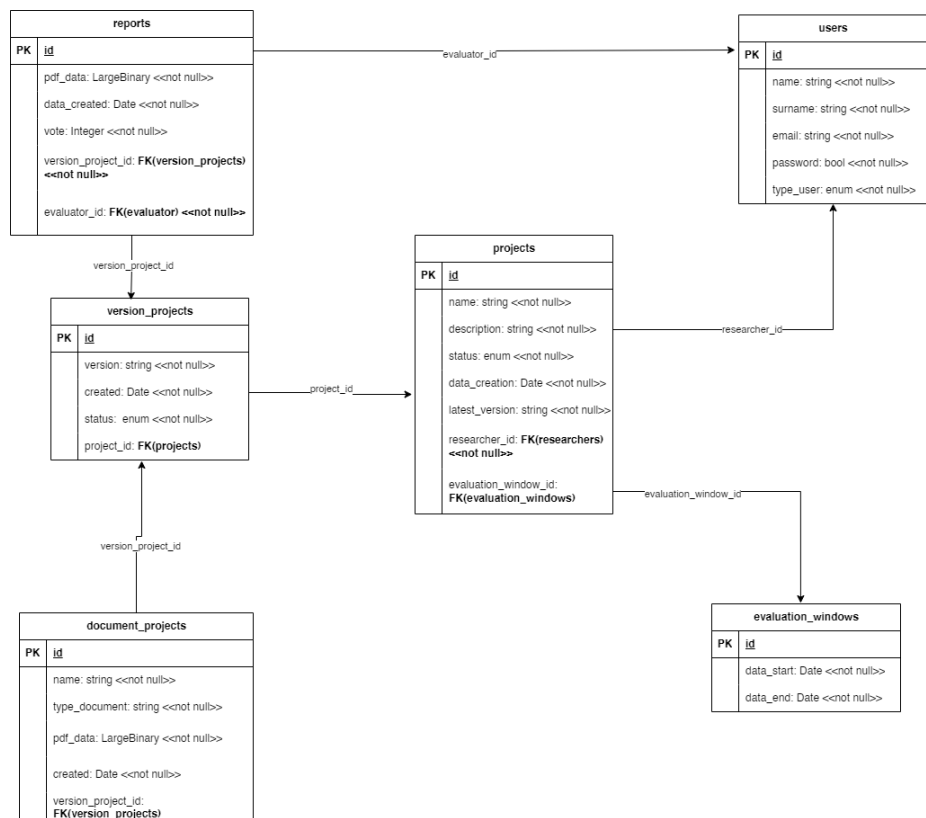 reports
PK id
pdf_data: LargeBinary <<not null>>
data_created: Date <<not null>>
vote: Integer <<not null>>
version_project_id: FK(version_projects)
<<not null>>
evaluator_id: FK(evaluator) <<not null>>
evaluator_id
users
PK id
name: string <<not null>>
surname: string <<not null>>
email: string <<not null>>
password: bool <<not null>>
type_user: enum <<not null>>
version_project_id
version_projects
PK id
version: string <<not null>>
created: Date <<not null>>
status: enum <<not null>>
project_id: FK(projects)
project_id
projects
PK id
name: string <<not null>>
description: string <<not null>>
status: enum <<not null>>
data_creation: Date <<not null>>
latest_version: string <<not null>>
researcher_id: FK(researchers)
<<not null>>
evaluation_window_id:
FK(evaluation_windows)
researcher_id
evaluation_window_id
version_project_id
document_projects
PK id
name: string <<not null>>
type_document: string <<not null>>
pdf_data: LargeBinary <<not null>>
created: Date <<not null>>
version_project_id:
FK(version_projects)
evaluation_windows
PK id
data_start: Date <<not null>>
data_end: Date <<not null>>